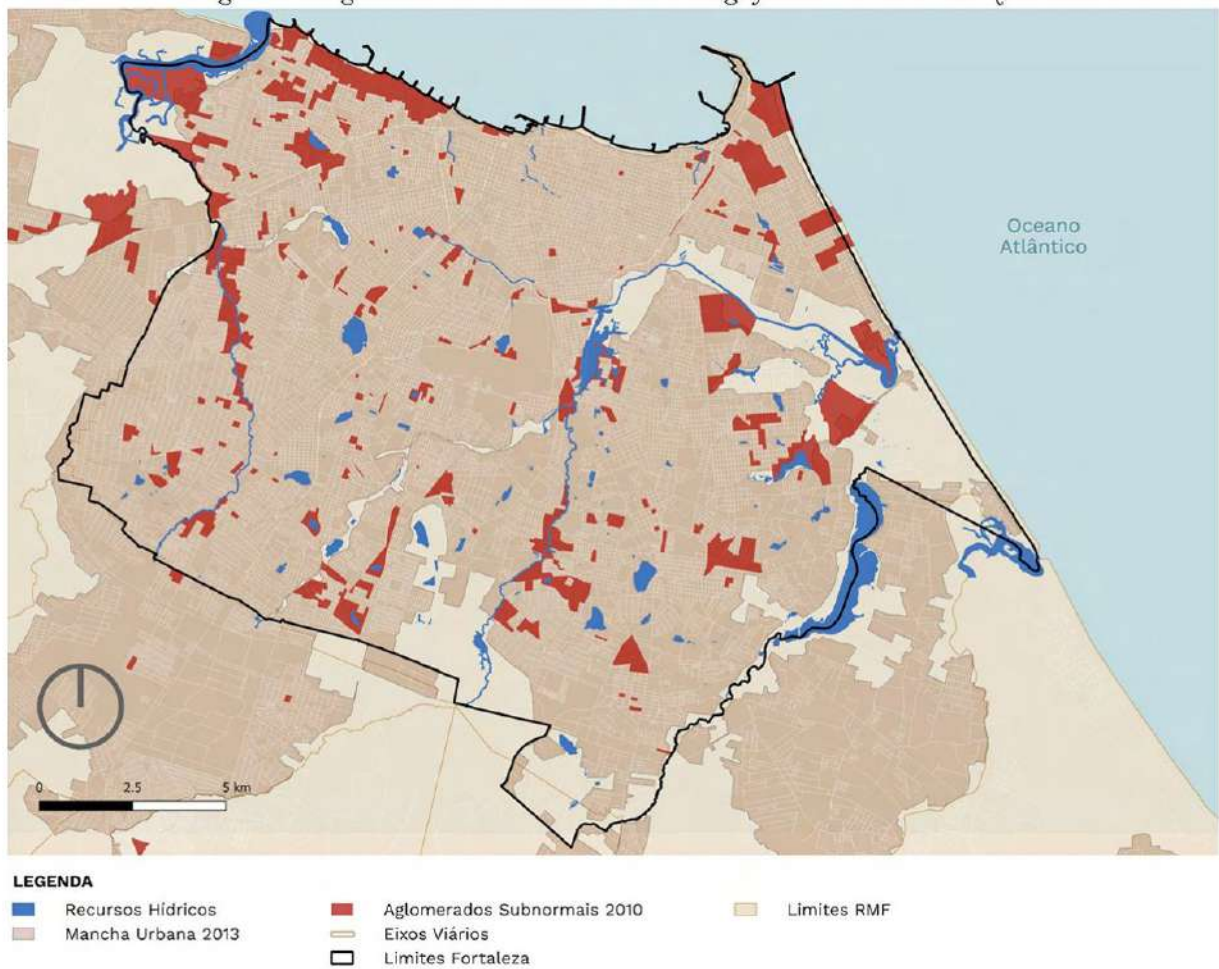 Oceano
Atlântico
0 2.5 5 km
LEGENDA
Recursos Hídricos
Aglomerados Subnormais 2010
Limites RMF
Mancha Urbana 2013
Eixos Viários
Limites Fortaleza